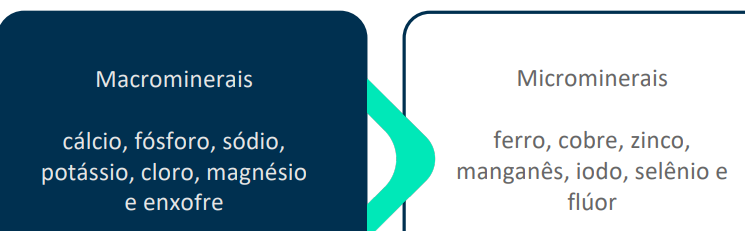 Macrominerais
cálcio, fósforo, sódio,
potássio, cloro, magnésio
e enxofre
Microminerais
ferro, cobre, zinco,
manganês, iodo, selênio e
flúor